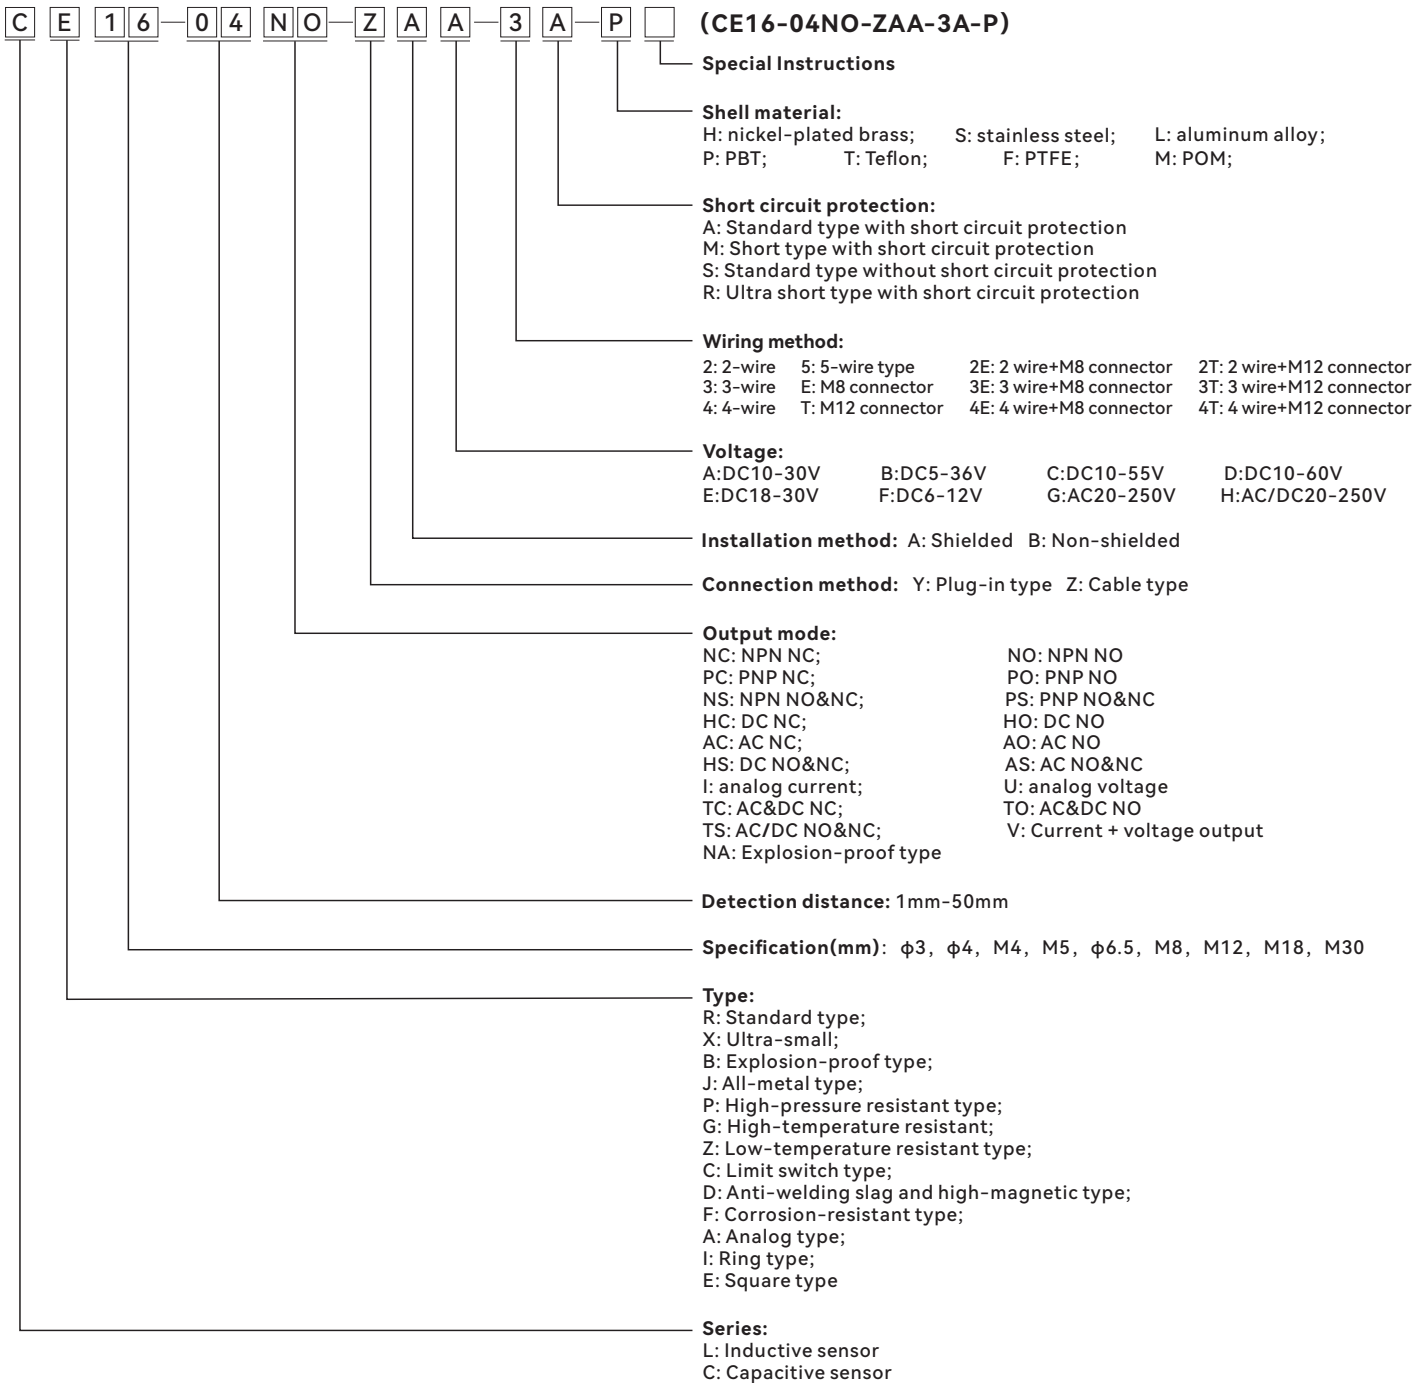 C E 16-04 NO-Z A A-3 A-P (CE16-04NO-ZAA-3A-P)
Special Instructions
Shell material:
H: nickel-plated brass; S: stainless steel; L: aluminum alloy;
P: PBT; T: Teflon; F: PTFE; M: POM;
Short circuit protection:
A: Standard type with short circuit protection
M: Short type with short circuit protection
S: Standard type without short circuit protection
R: Ultra short type with short circuit protection
Wiring method:
2: 2-wire 5: 5-wire type 2E: 2 wire+M8 connector 2T: 2 wire+M12 connector
3: 3-wire E: M8 connector 3E: 3 wire+M8 connector 3T: 3 wire+M12 connector
4: 4-wire T: M12 connector 4E: 4 wire+M8 connector 4T: 4 wire+M12 connector
Voltage:
A:DC10-30V B:DC5-36V C:DC10-55V D:DC10-60V
E:DC18-30V F:DC6-12V G:AC20-250V H:AC/DC20-250V
Installation method: A: Shielded B: Non-shielded
Connection method: Y: Plug-in type Z: Cable type
Output mode:
NC: NPN NC; NO: NPN NO
PC: PNP NC; PO: PNP NO
NS: NPN NO&NC; PS: PNP NO&NC
HC: DC NC; HO: DC NO
AC: AC NC; AO: AC NO
HS: DC NO&NC; AS: AC NO&NC
I: analog current; U: analog voltage
TC: AC&DC NC; TO: AC&DC NO
TS: AC/DC NO&NC; V: Current + voltage output
NA: Explosion-proof type
Detection distance: 1mm-50mm
Specification(mm): φ3, φ4, M4, M5, φ6.5, M8, M12, M18, M30
Type:
R: Standard type;
X: Ultra-small;
B: Explosion-proof type;
J: All-metal type;
P: High-pressure resistant type;
G: High-temperature resistant;
Z: Low-temperature resistant type;
C: Limit switch type;
D: Anti-welding slag and high-magnetic type;
F: Corrosion-resistant type;
A: Analog type;
I: Ring type;
E: Square type
Series:
L: Inductive sensor
C: Capacitive sensor